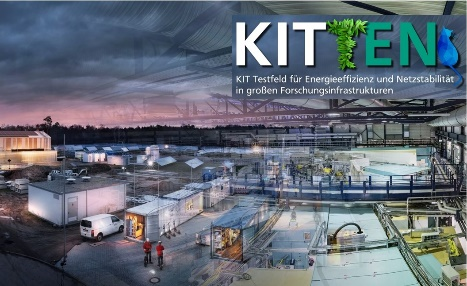 KITTEN
KIT Testfeld für Energieeffizienz und Netzstabilität
in großen Forschungsinfrastrukturen